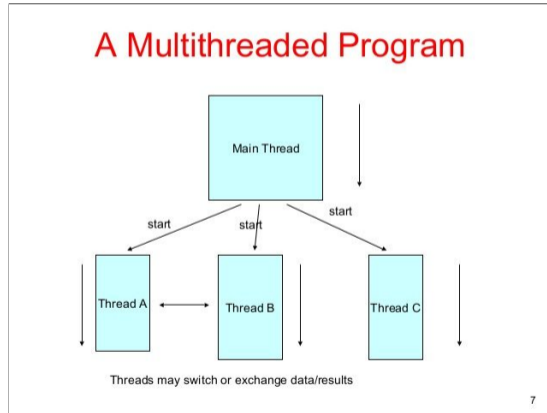 A Multithreaded Program
Main Thread
start
start
start
Thread A
Thread B
Thread C
Threads may switch or exchange data/results
7